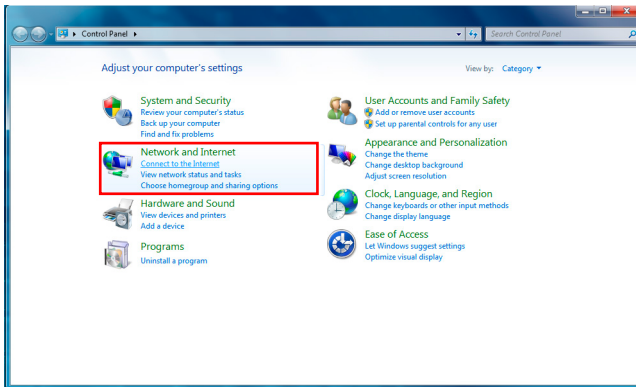 Control Panel
Search Control Panel
Adjust your computer's settings
View by: Category
System and Security
Review your computer's status
Back up your computer
Find and fix problems
Network and Internet
Connect to the Internet
View network status and tasks
Choose homegroup and sharing options
Hardware and Sound
View devices and printers
Add a device
Programs
Uninstall a program
User Accounts and Family Safety
Add or remove user accounts
Set up parental controls for any user
Appearance and Personalization
Change the theme
Change desktop background
Adjust screen resolution
Clock, Language, and Region
Change keyboards or other input methods
Change display language
Ease of Access
Let Windows suggest settings
Optimize visual display